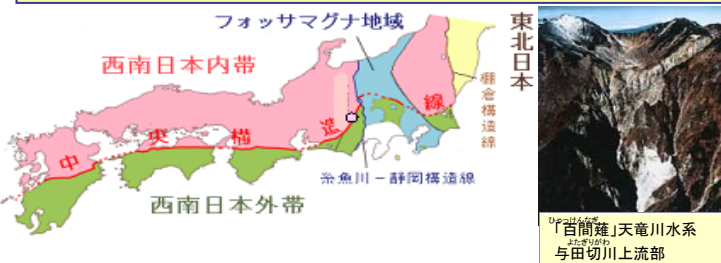 フォッサマグナ地域
西南日本内帯
東北日本
棚倉構造線
中央構造線
糸魚川－静岡構造線
西南日本外帯
ひゃっけんなぎ
「百間薙」天竜川水系
よたぎりがわ
与田切川上流部